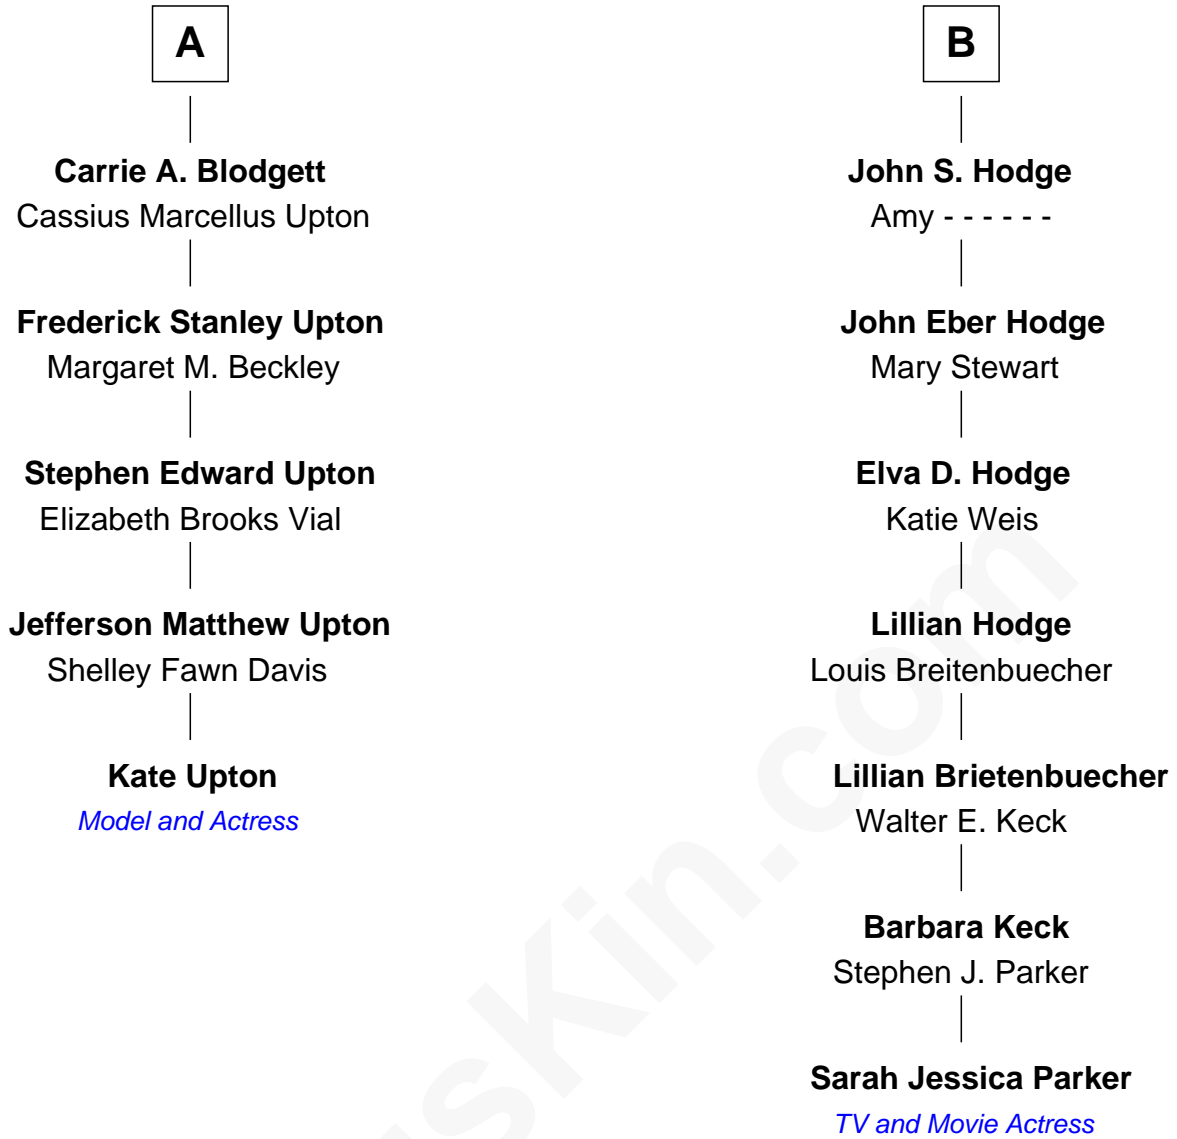 A
Carrie A. Blodgett
Cassius Marcellus Upton
Frederick Stanley Upton
Margaret M. Beckley
Stephen Edward Upton
Elizabeth Brooks Vial
Jefferson Matthew Upton
Shelley Fawn Davis
Kate Upton
Model and Actress
B
John S. Hodge
Amy - - - - - -
John Eber Hodge
Mary Stewart
Elva D. Hodge
Katie Weis
Lillian Hodge
Louis Breitenbuecher
Lillian Brietenbuecher
Walter E. Keck
Barbara Keck
Stephen J. Parker
Sarah Jessica Parker
TV and Movie Actress
usKin.com